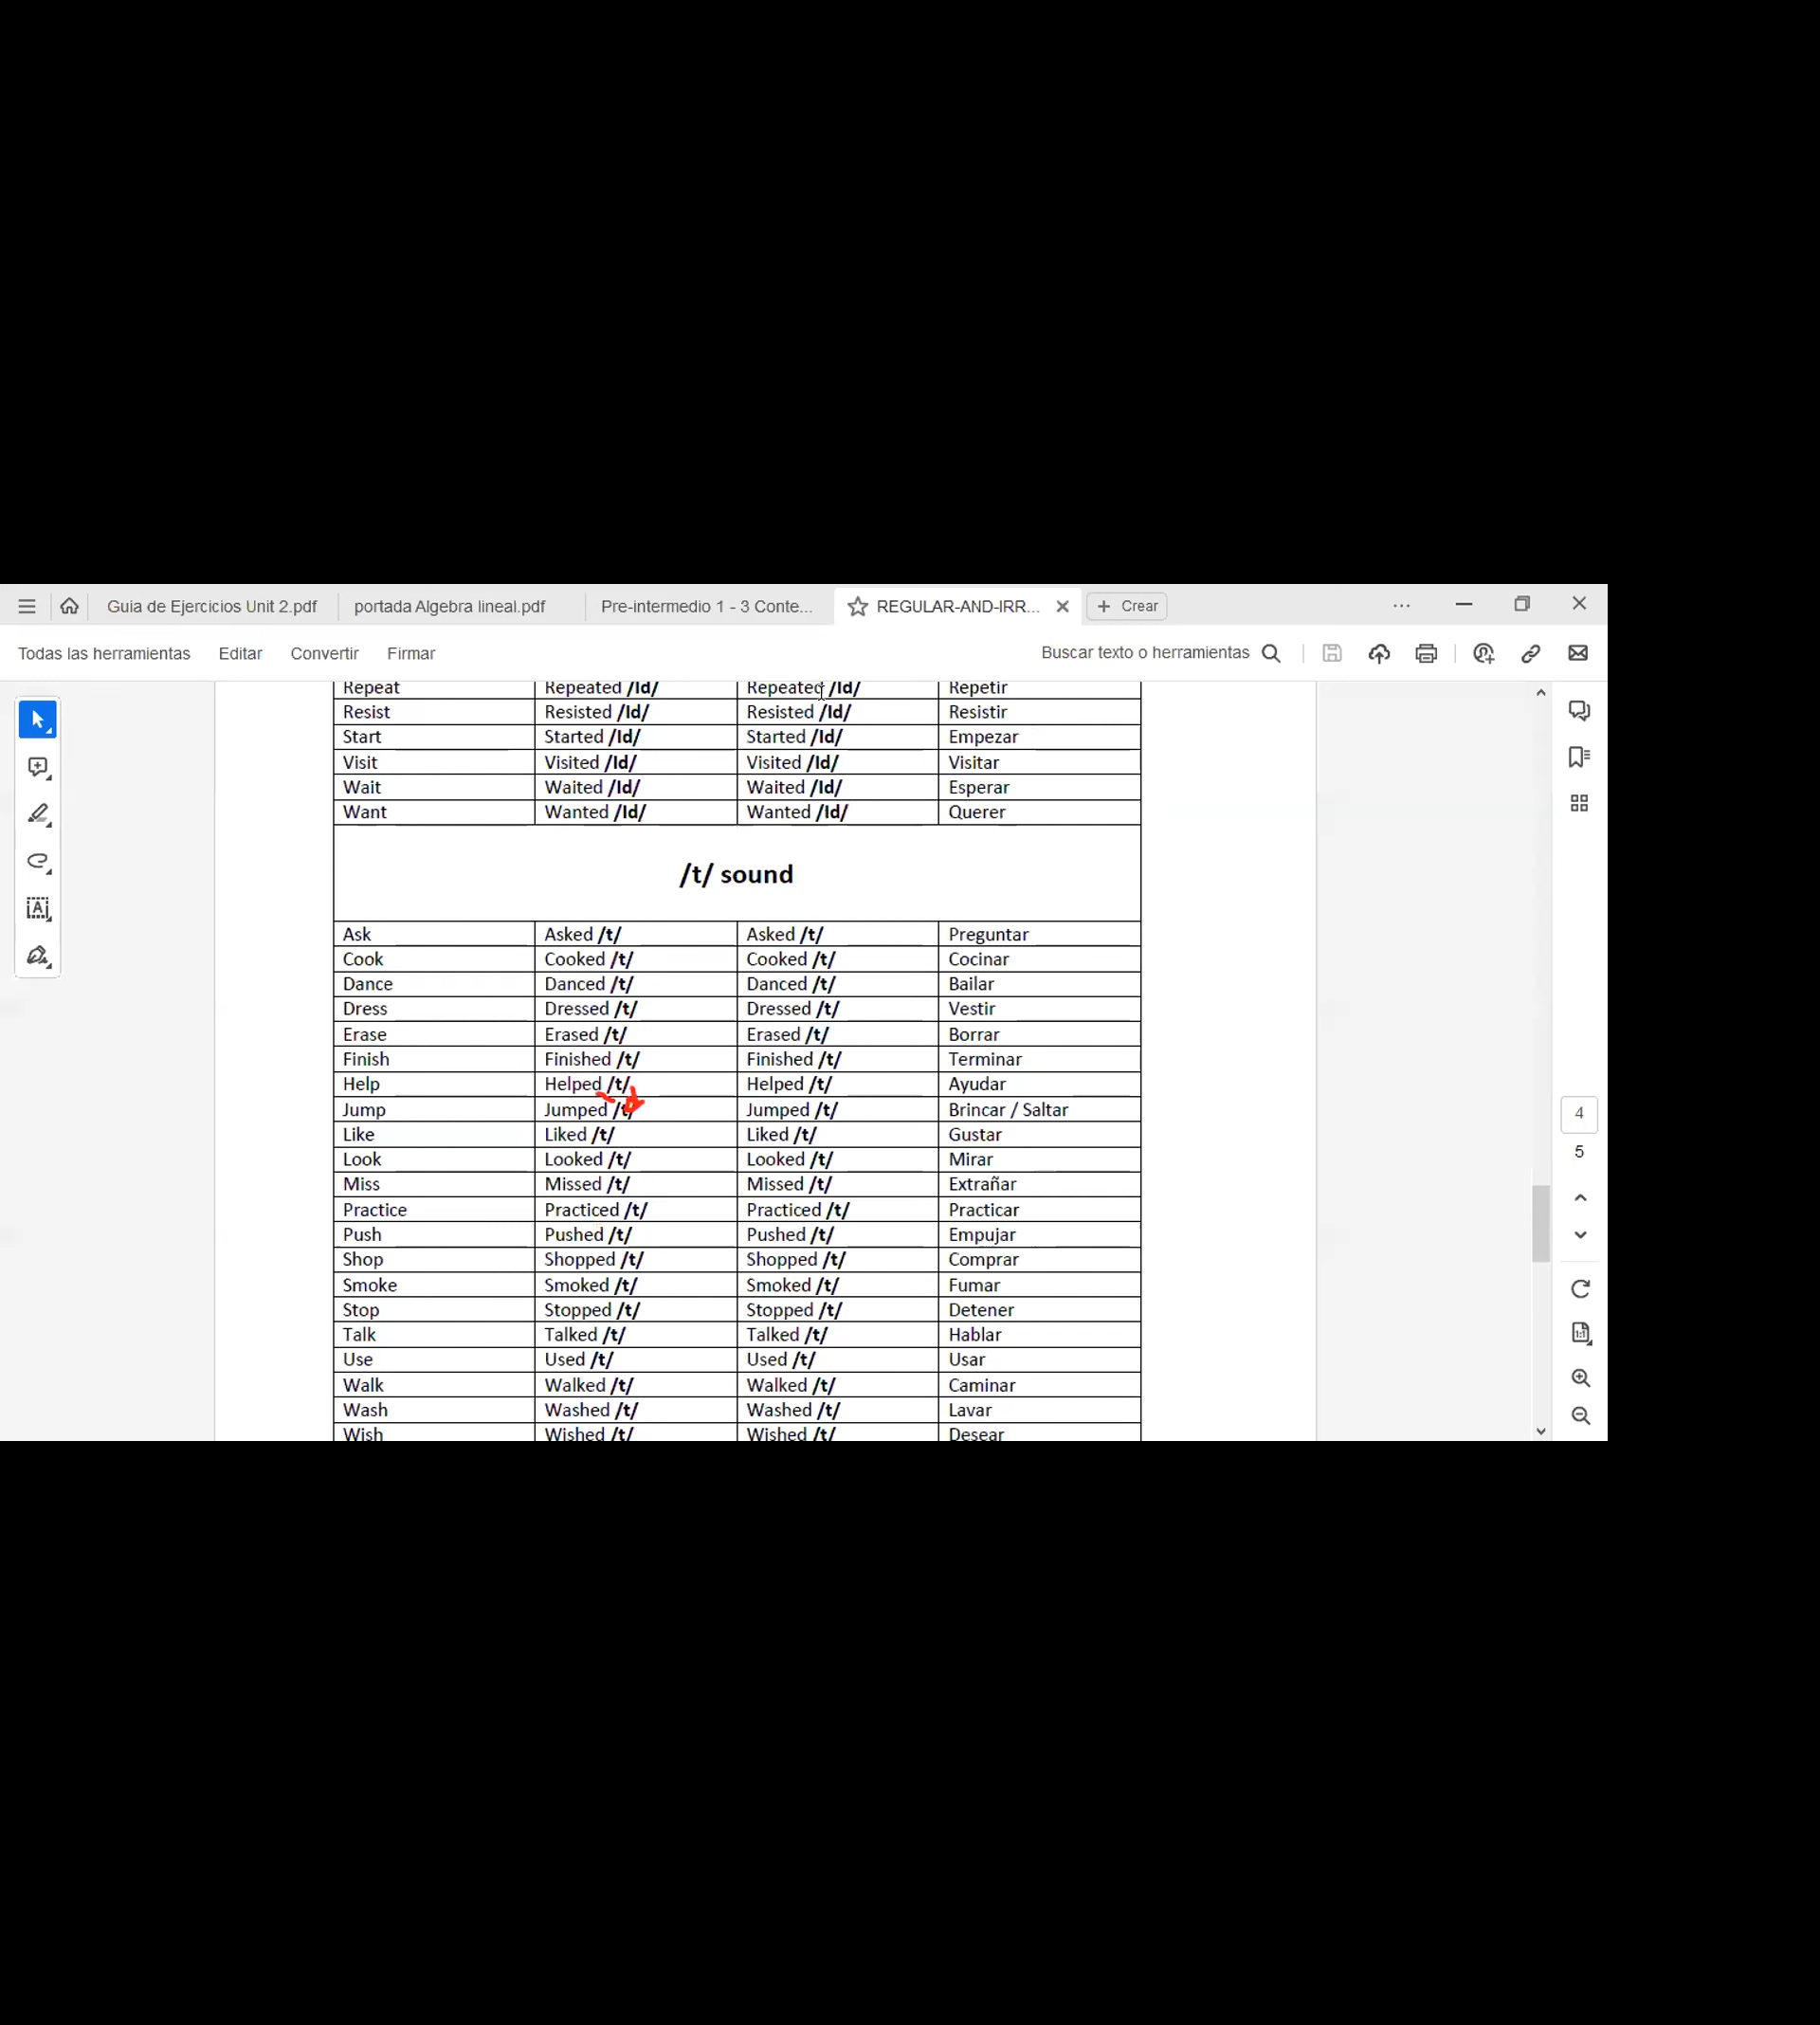 Guia de Ejercicios Unit 2.pdf portada Algebra lineal.pdf Pre-intermedio 1 - 3 Conte... REGULAR-AND-IRR... + Crear
Todas las herramientas Editar Convertir Firmar Buscar texto o herramientas
Repeat Repeated /Id/ Repeated /Id/ Repetir
Resist Resisted /Id/ Resisted /Id/ Resistir
Start Started /Id/ Started /Id/ Empezar
Visit Visited /Id/ Visited /Id/ Visitar
Wait Waited /Id/ Waited /Id/ Esperar
Want Wanted /Id/ Wanted /Id/ Querer
/t/ sound
Ask Asked /t/ Asked /t/ Preguntar
Cook Cooked /t/ Cooked /t/ Cocinar
Dance Danced /t/ Danced /t/ Bailar
Dress Dressed /t/ Dressed /t/ Vestir
Erase Erased /t/ Erased /t/ Borrar
Finish Finished /t/ Finished /t/ Terminar
Help Helped /t/ Helped /t/ Ayudar
Jump Jumped /t/ Jumped /t/ Brincar / Saltar
Like Liked /t/ Liked /t/ Gustar
Look Looked /t/ Looked /t/ Mirar
Miss Missed /t/ Missed /t/ Extrañar
Practice Practiced /t/ Practiced /t/ Practicar
Push Pushed /t/ Pushed /t/ Empujar
Shop Shopped /t/ Shopped /t/ Comprar
Smoke Smoked /t/ Smoked /t/ Fumar
Stop Stopped /t/ Stopped /t/ Detener
Talk Talked /t/ Talked /t/ Hablar
Use Used /t/ Used /t/ Usar
Walk Walked /t/ Walked /t/ Caminar
Wash Washed /t/ Washed /t/ Lavar
Wish Wished /t/ Wished /t/ Desear
4
5